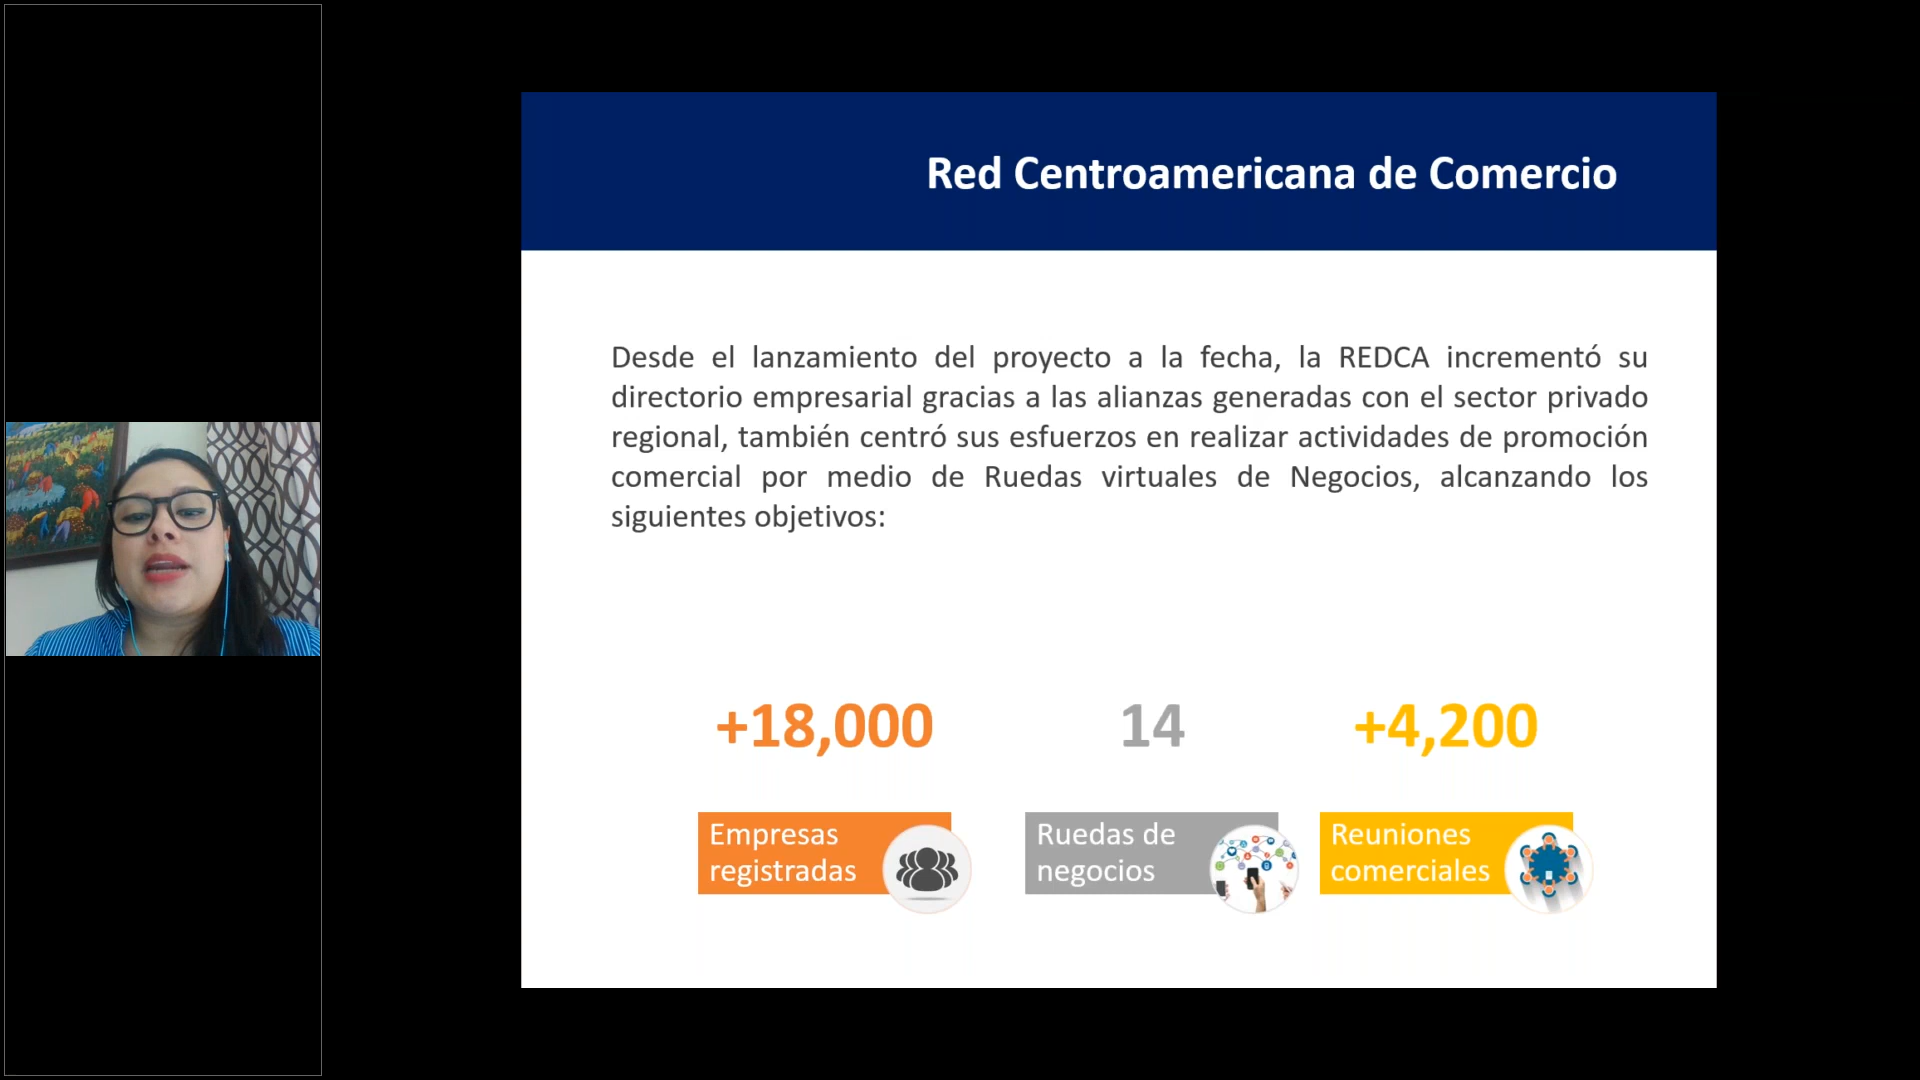 Red Centroamericana de Comercio
Desde el lanzamiento del proyecto a la fecha, la REDCA incrementó su
directorio empresarial gracias a las alianzas generadas con el sector privado
regional, también centró sus esfuerzos en realizar actividades de promoción
comercial por medio de Ruedas virtuales de Negocios, alcanzando los
siguientes objetivos:
+18,000
Empresas
registradas
14
Ruedas de
negocios
+4,200
Reuniones
comerciales